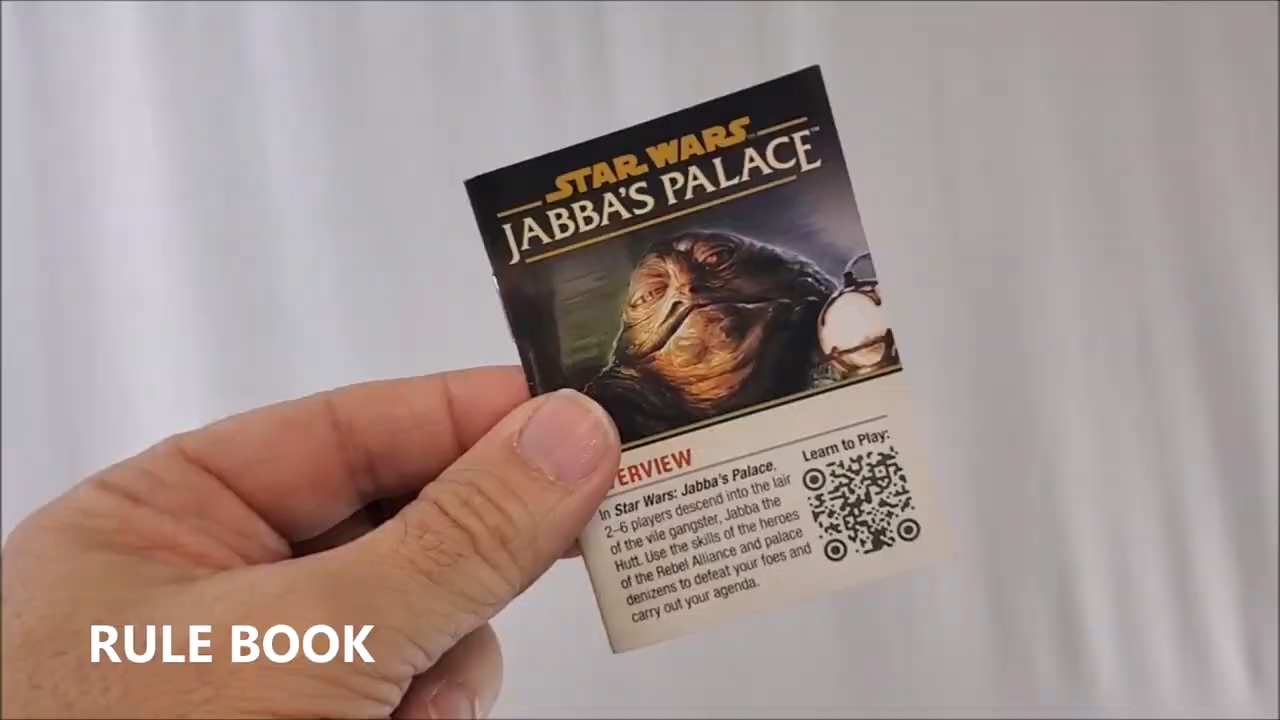 STAR WARS
JABBA'S PALACE™
ERVIEW
Learn to Play:
In Star Wars: Jabba's Palace,
2–6 players descend into the lair
of the vile gangster, Jabba the
Hutt. Use the skills of the heroes
of the Rebel Alliance and palace
denizens to defeat your foes and
carry out your agenda.
RULE BOOK